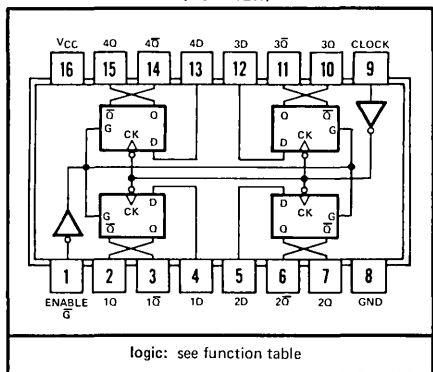 VCC 4Q 4Q̅ 4D 3D 3Q̅ 3Q CLOCK
16 15 14 13 12 11 10 9
Q̅ Q Q Q̅
G CK D D CK G
G CK D D CK G
Q̅ Q Q Q̅
1 2 3 4 5 6 7 8
ENABLE G̅ 1Q 1Q̅ 1D 2D 2Q̅ 2Q GND
logic: see function table